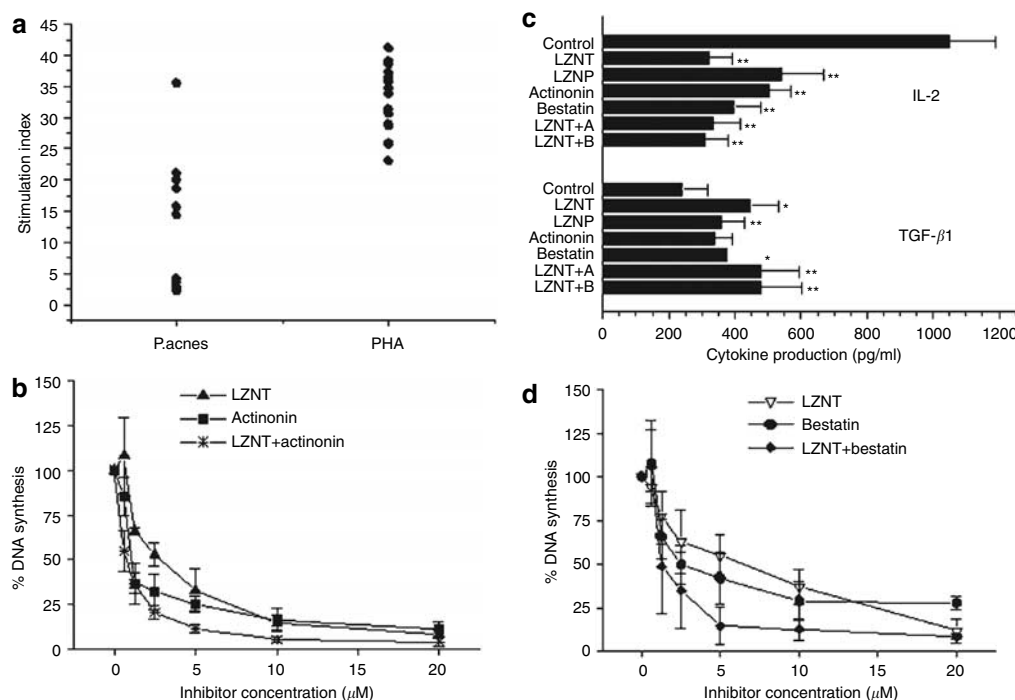 a
Stimulation index
45
40
35
30
25
20
15
10
5
0
P.acnes
PHA
b
% DNA synthesis
150
125
100
75
50
25
0
LZNT
Actinonin
LZNT+actinonin
0
5
10
15
20
Inhibitor concentration (μM)
c
Control
LZNT
**
LZNP
**
Actinonin
**
IL-2
Bestatin
**
LZNT+A
**
LZNT+B
**
Control
LZNT
*
LZNP
**
Actinonin
TGF-β1
Bestatin
*
LZNT+A
**
LZNT+B
**
0
200
400
600
800
1000
1200
Cytokine production (pg/ml)
d
% DNA synthesis
150
125
100
75
50
25
0
LZNT
Bestatin
LZNT+bestatin
0
5
10
15
20
Inhibitor concentration (μM)